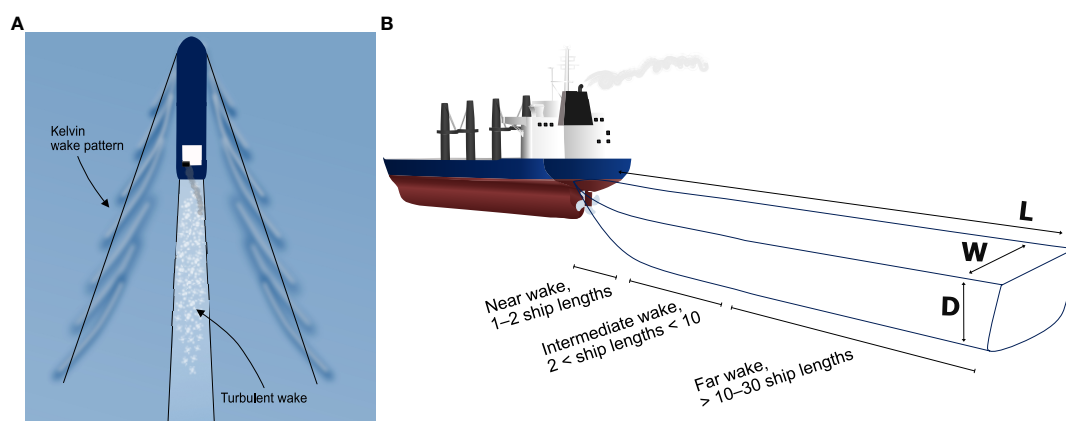 A
Kelvin
wake pattern
Turbulent wake
B
L
W
D
Near wake,
1–2 ship lengths
Intermediate wake,
2 < ship lengths < 10
Far wake,
> 10–30 ship lengths